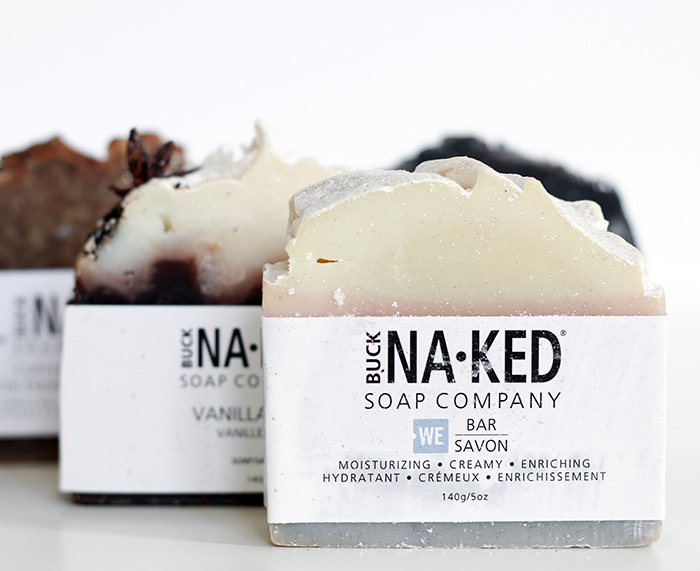 BUCK NA•KED®
SOAP COMPANY
WE BAR
SAVON
MOISTURIZING • CREAMY • ENRICHING
HYDRATANT • CRÉMEUX • ENRICHISSEMENT
140g/5oz
BUCK NA•K
SOAP CO
VANILLA
VANILLE